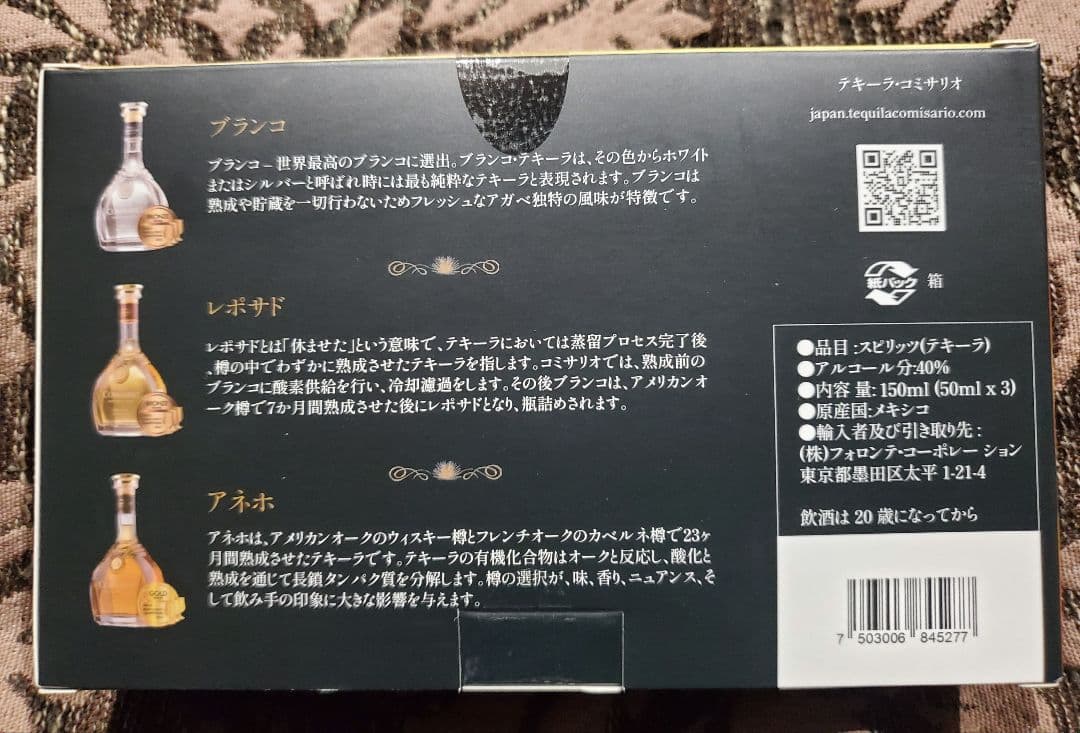 ブランコ
ブランコ – 世界最高のブランコに選出。ブランコ・テキーラは、その色からホワイト
またはシルバーと呼ばれ時には最も純粋なテキーラと表現されます。ブランコは
熟成や貯蔵を一切行わないためフレッシュなアガベ独特の風味が特徴です。
レポサド
レポサドとは「休ませた」という意味で、テキーラにおいては蒸留プロセス完了後
、樽の中でわずかに熟成させたテキーラを指します。コミサリオでは、熟成前の
ブランコに酸素供給を行い、冷却濾過をします。その後ブランコは、アメリカンオ
ーク樽で7か月間熟成させた後にレポサドとなり、瓶詰めされます。
アネホ
アネホは、アメリカンオークのウィスキー樽とフレンチオークのカベルネ樽で23ヶ
月間熟成させたテキーラです。テキーラの有機化合物はオークと反応し、酸化と
熟成を通じて長鎖タンパク質を分解します。樽の選択が、味、香り、ニュアンス、そ
して飲み手の印象に大きな影響を与えます。
GOLD
テキーラ・コミサリオ
japan.tequilacomisario.com
紙パック 箱
●品目:スピリッツ(テキーラ)
●アルコール分:40%
●内容量:150ml (50ml x 3)
●原産国:メキシコ
●輸入者及び引き取り先:
(株)フォロンテ・コーポレーション
東京都墨田区太平 1-21-4
飲酒は 20 歳になってから
7 503006 845277